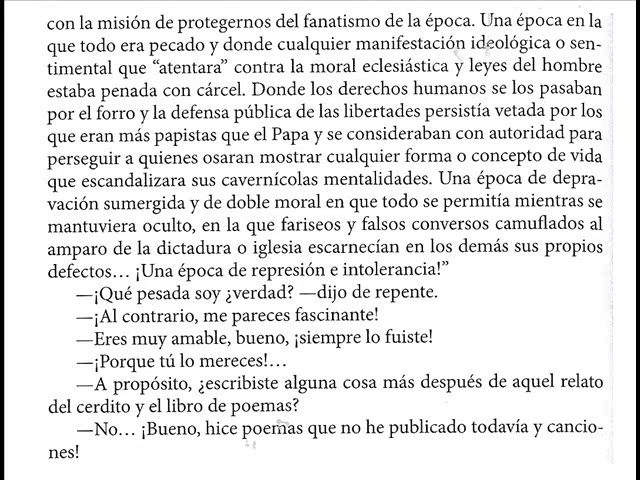 con la misión de protegernos del fanatismo de la época. Una época en la
que todo era pecado y donde cualquier manifestación ideológica o sen-
timental que “atentara” contra la moral eclesiástica y leyes del hombre
estaba penada con cárcel. Donde los derechos humanos se los pasaban
por el forro y la defensa pública de las libertades persistía vetada por los
que eran más papistas que el Papa y se consideraban con autoridad para
perseguir a quienes osaran mostrar cualquier forma o concepto de vida
que escandalizara sus cavernícolas mentalidades. Una época de depra-
vación sumergida y de doble moral en que todo se permitía mientras se
mantuviera oculto, en la que fariseos y falsos conversos camuflados al
amparo de la dictadura o iglesia escarnecían en los demás sus propios
defectos… ¡Una época de represión e intolerancia!”
—¡Qué pesada soy ¿verdad? —dijo de repente.
—¡Al contrario, me pareces fascinante!
—Eres muy amable, bueno, ¡siempre lo fuiste!
—¡Porque tú lo mereces!…
—A propósito, ¿escribiste alguna cosa más después de aquel relato
del cerdito y el libro de poemas?
—No… ¡Bueno, hice poemas que no he publicado todavía y cancio-
nes!